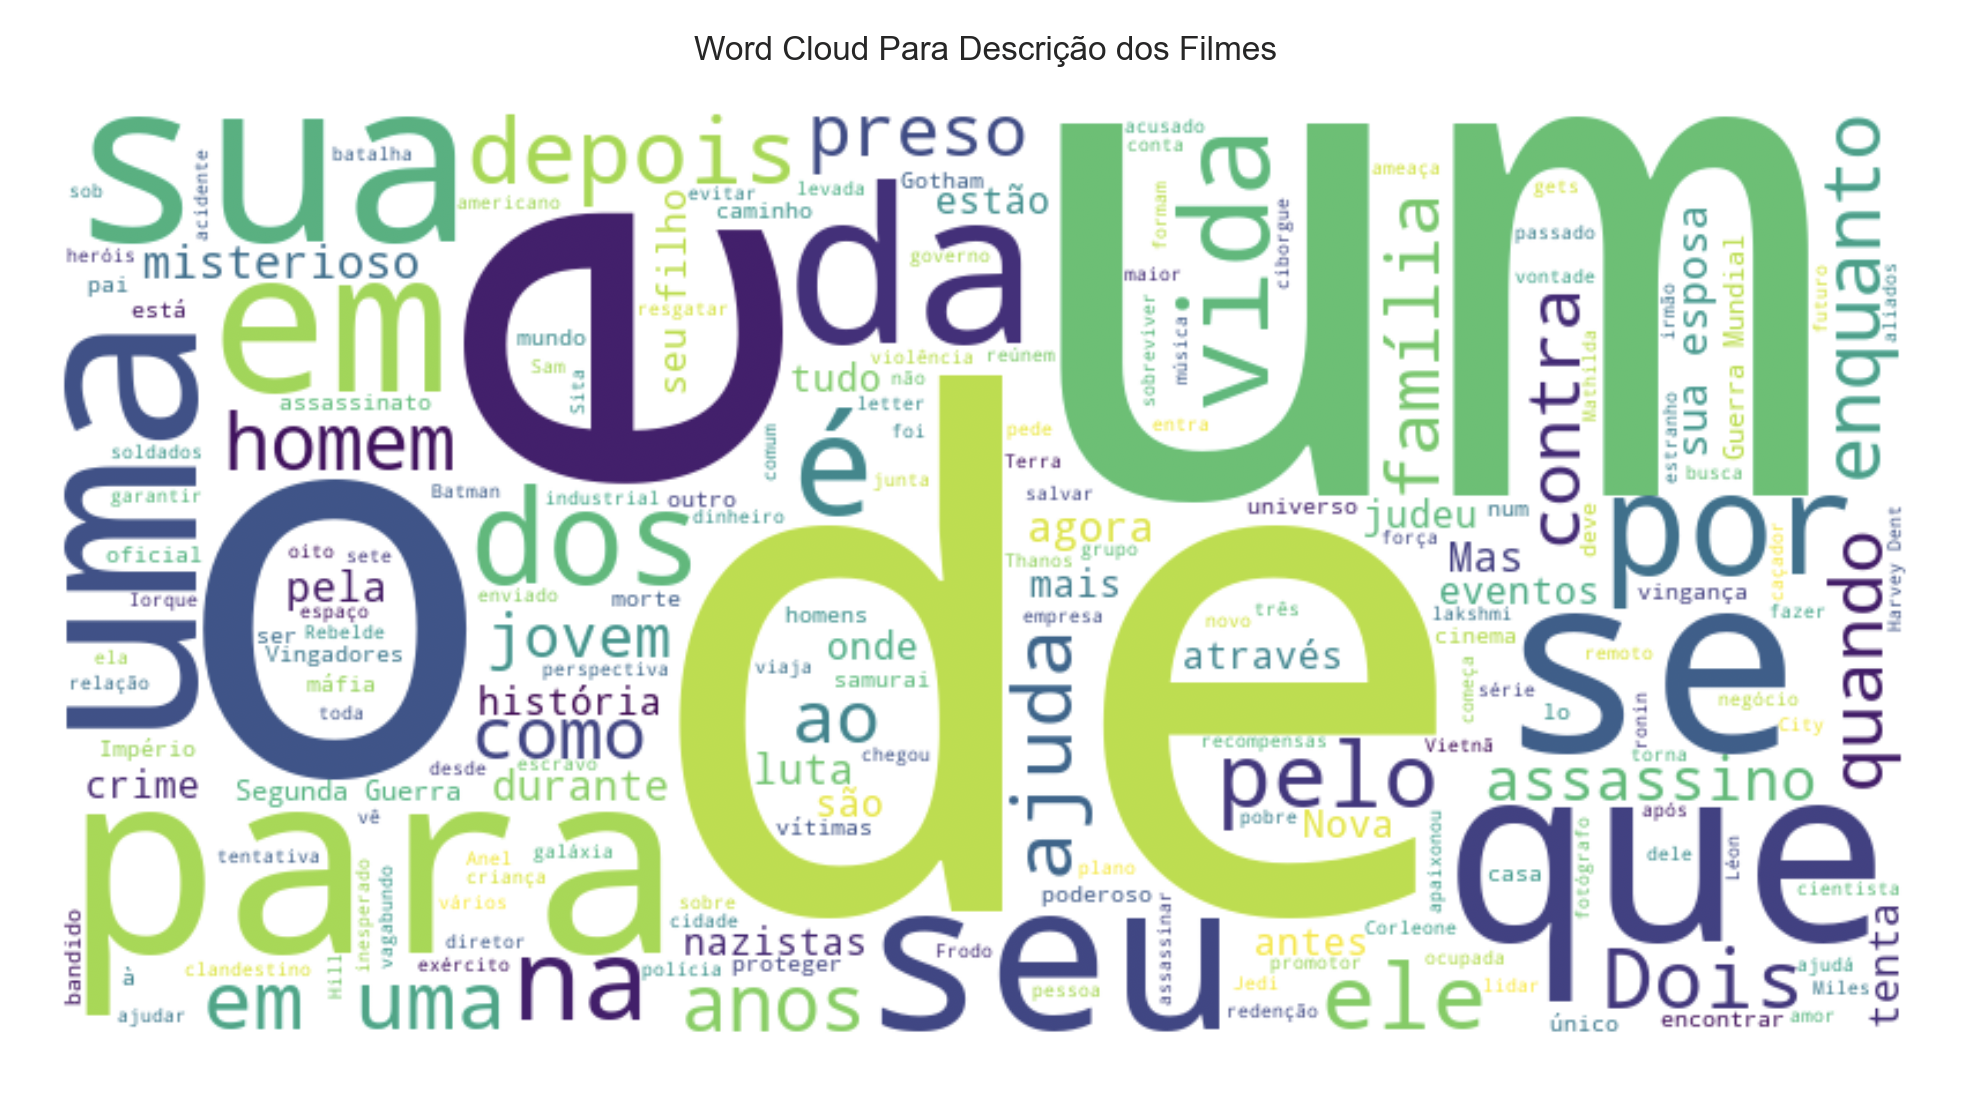 Word Cloud Para Descrição dos Filmes
sua
depois
preso
um
acusado
conta
vida
ameaça
gets
enquanto
sob
acidente
batalha
americano
evitar
levada
Gotham
caminho
estão
formam
ciborgue
passado
heróis
misterioso
pai
está
em
e
seu filho
da
governo
resgatar
maior
vontade
família
sua esposa
Guerra Mundial
irmão
futuro
aliados
contra
Mathilda
estranho
busca
mundo
Sam
Sita
tudo
não
violência
reúnem
sobreviver
música
entra
uma
assassinato
homem
soldados
garantir
oficial
Iorque
ela
relação
letter
foi
é
junta
comum
pede
Terra
salvar
Batman
industrial
outro
dinheiro
dos
enviado
morte
o
oito
sete
pela
espaço
ser
Rebelde
Vingadores
máfia
toda
jovem
perspectiva
história
como
desde
escravo
durante
de
homens
viaja
onde
samurai
ao
chegou
luta
são
vítimas
agora
Thanos
grupo
mais
empresa
ajuda
plano
poderoso
universo
judeu
num
força
Mas
deve
eventos
lakshmi
cinema
começa
série
por
caçador
vingança
fazer
Harvey Dent
quando
novo
três
através
recompensas
Vietnã
pelo
pobre
Nova
se
remoto
negócio
City
lo
ronin
torna
assassino
Império
crime
Segunda Guerra
vê
para
tentativa
Anel
criança
galáxia
vários
inesperado
vagabundo
sobre
cidade
diretor
bandido
à
ajudar
clandestino
Hill
exército
em uma
na
nazistas
polícia
proteger
anos
seu
Frodo
pessoa
assassinar
antes
promotor
Jedi
redenção
apaixonou
Corleone
ocupada
lidar
ele
que
casa
fotógrafo
após
dele
Léon
cientista
tenta
Dois
ajudá
Miles
único
encontrar
amor